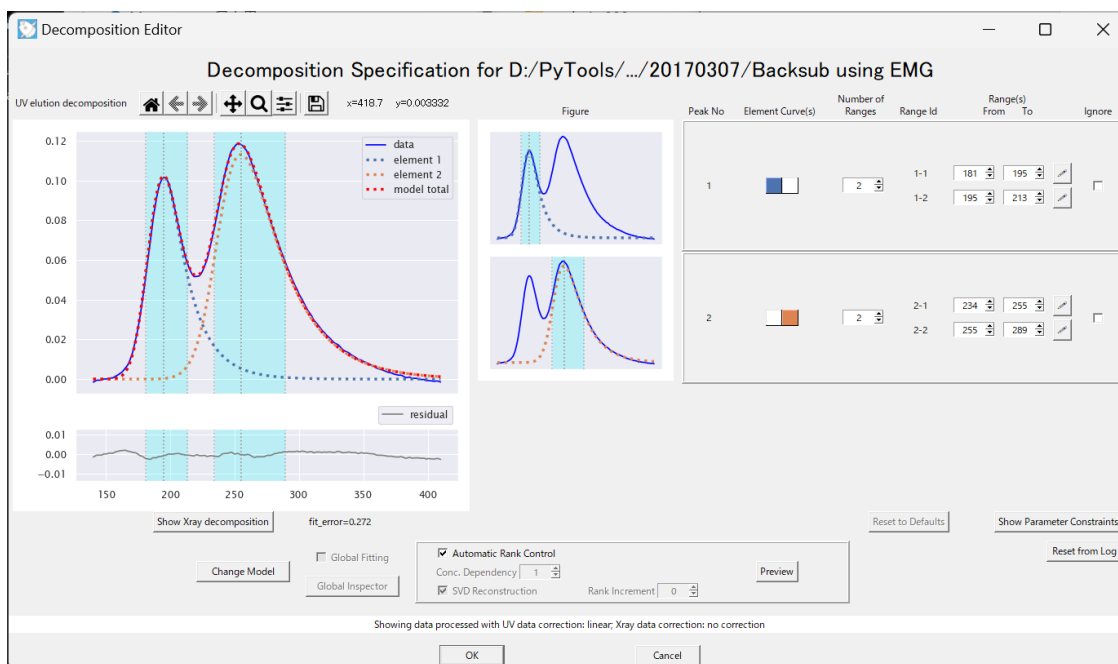 Decomposition Editor
Decomposition Specification for D:/PyTools/.../20170307/Backsub using EMG
UV elution decomposition
x=418.7 y=0.003332
Figure
Peak No
Element Curve(s)
Number of
Ranges
Range Id
Range(s)
From To
Ignore
0.12
0.10
0.08
0.06
0.04
0.02
0.00
data
element 1
element 2
model total
residual
0.01
0.00
−0.01
150 200 250 300 350 400
1
2
1-1 181 195
1-2 195 213
2
2
2-1 234 255
2-2 255 289
Show Xray decomposition
fit_error=0.272
Reset to Defaults
Show Parameter Constraints
Reset from Log
Change Model
Global Fitting
Global Inspector
Automatic Rank Control
Conc. Dependency 1
SVD Reconstruction
Rank Increment 0
Preview
Showing data processed with UV data correction: linear; Xray data correction: no correction
OK
Cancel